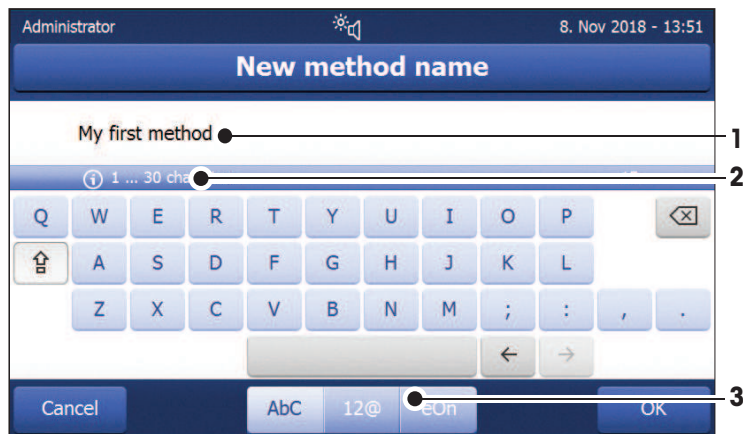 Administrator 8. Nov 2018 - 13:51
New method name
My first method 1
1 ... 30 cha 2
Q W E R T Y U I O P
A S D F G H J K L
Z X C V B N M ; : , .
Cancel AbC 12@ OK 3